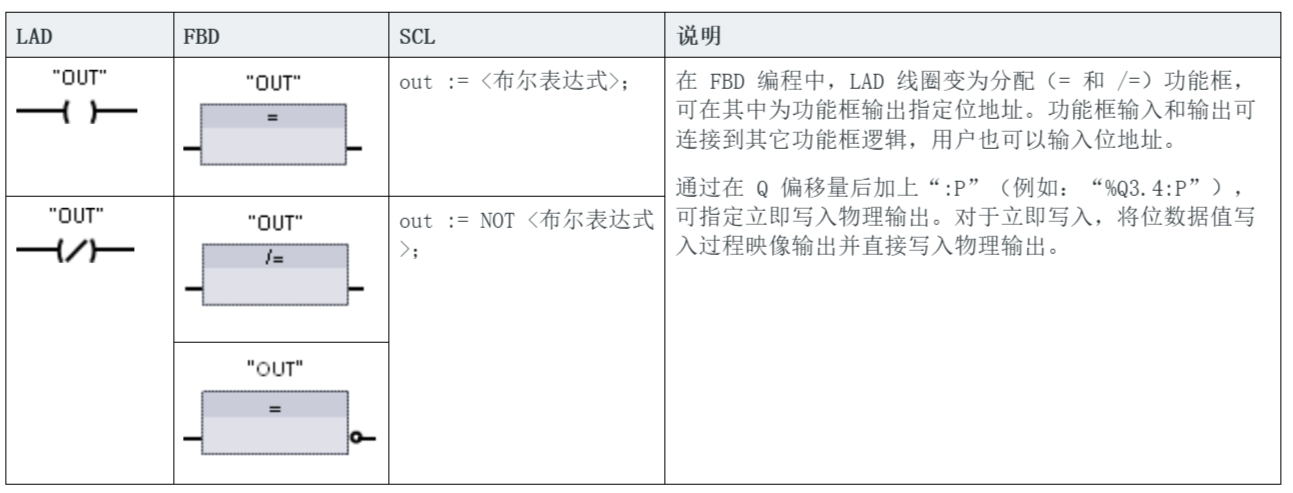 LAD
FBD
SCL
说明
"OUT"
"OUT"
=
out := <布尔表达式>;
在 FBD 编程中，LAD 线圈变为分配（= 和 /=）功能框，
可在其中为功能框输出指定位地址。功能框输入和输出可
连接到其它功能框逻辑，用户也可以输入位地址。
通过在 Q 偏移量后加上“:P”（例如：“%Q3.4:P”），
可指定立即写入物理输出。对于立即写入，将位数据值写
入过程映像输出并直接写入物理输出。
"OUT"
"OUT"
/=
out := NOT <布尔表达式
>;
"OUT"
=